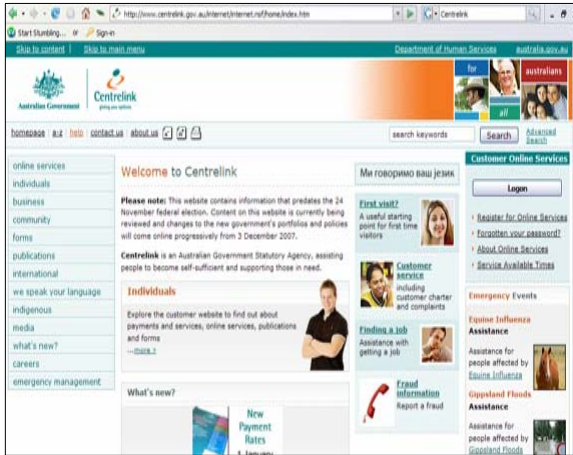 http://www.centrelink.gov.au/internet/internet.nsf/home/index.htm
Centrelink
Start Stumbling... or Sign-in
Skip to content | Skip to main menu
Department of Human Services australia.gov.au
Australian Government
Centrelink
giving you options
for
australians
all
homepage a-z help contact us about us
search keywords
Search
Advanced Search
online services
individuals
business
community
forms
publications
international
we speak your language
indigenous
media
what's new?
careers
emergency management
Welcome to Centrelink
Please note: This website contains information that predates the 24
November federal election. Content on this website is currently being
reviewed and changes to the new government's portfolios and policies
will come online progressively from 3 December 2007.
Centrelink is an Australian Government Statutory Agency, assisting
people to become self-sufficient and supporting those in need.
Individuals
Explore the customer website to find out about
payments and services, online services, publications
and forms
...more >
What's new?
New
Payment
Rates
1 January
Ми говоримо ваш језик
First visit?
A useful starting
point for first time
visitors
Customer
service
including
customer charter
and complaints
Finding a job
Assistance with
getting a job
Fraud
information
Report a fraud
Customer Online Services
Logon
Register for Online Services
Forgotten your password?
About Online Services
Service Available Times
Emergency Events
Equine Influenza
Assistance
Assistance for
people affected by
Equine Influenza
Gippsland Floods
Assistance
Assistance for
people affected by
Gippsland Floods